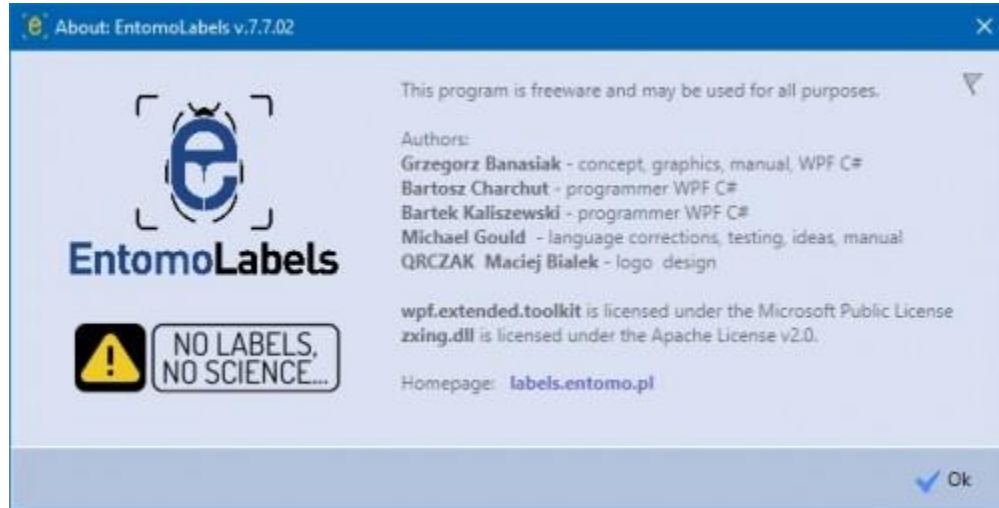 About: EntomoLabels v.7.7.02
This program is freeware and may be used for all purposes.
Authors:
Grzegorz Banasiak - concept, graphics, manual, WPF C#
Bartosz Charchut - programmer WPF C#
Bartek Kaliszewski - programmer WPF C#
Michael Gould - language corrections, testing, ideas, manual
QRCZAK Maciej Bialek - logo design
EntomoLabels
wpf.extended.toolkit is licensed under the Microsoft Public License
zxing.dll is licensed under the Apache License v2.0.
NO LABELS,
NO SCIENCE...
Homepage: labels.entomo.pl
Ok